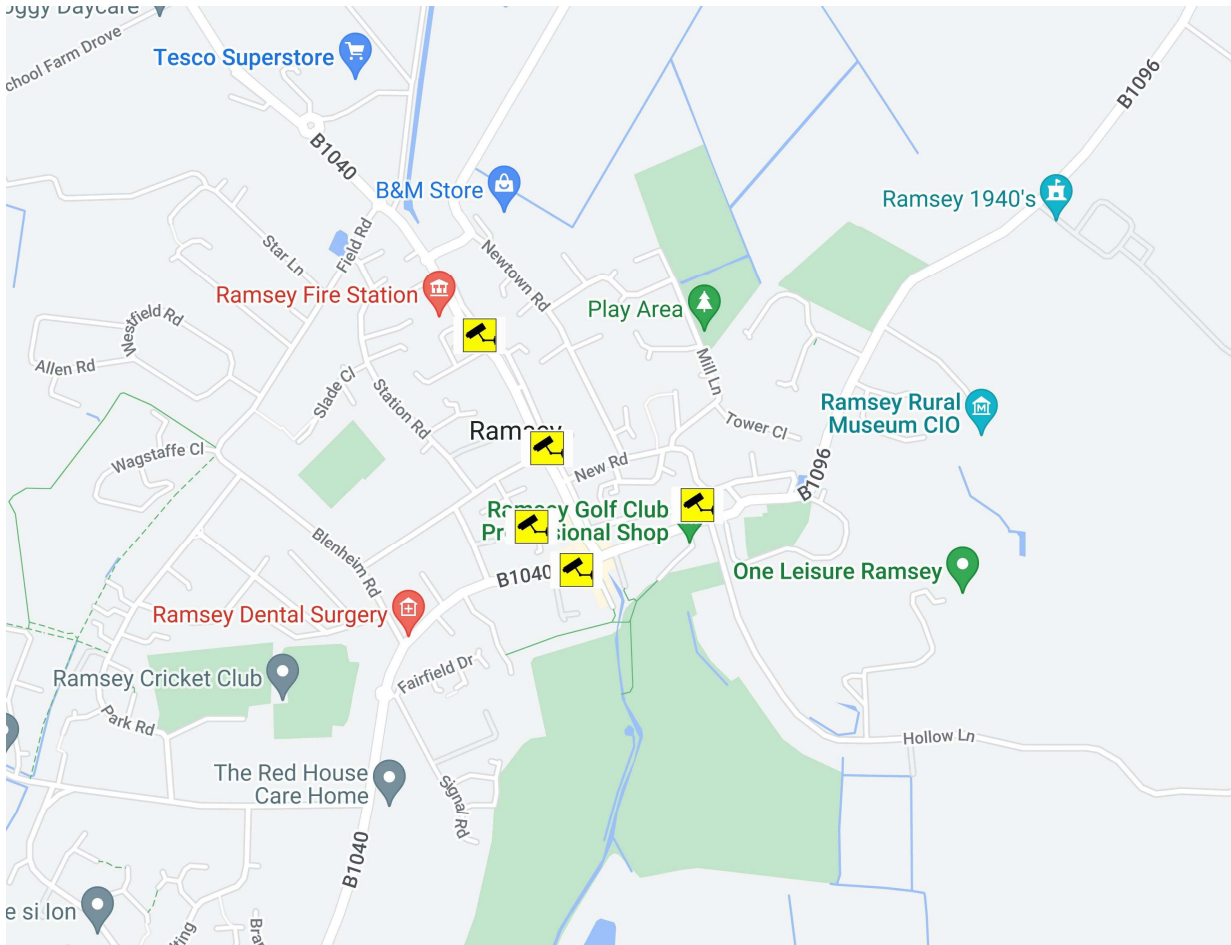 Tesco Superstore
B1096
B1040
B&M Store
Ramsey 1940's
Field Rd
Star Ln
Newtown Rd
Ramsey Fire Station
Play Area
Westfield Rd
Allen Rd
Mill Ln
Slade Cl
Station Rd
Ramsey Rural
Museum CIO
Tower Cl
Ramsey
Wagstaffe Cl
New Rd
B1096
Ramsey Golf Club
Professional Shop
Blenheim Rd
B1040
One Leisure Ramsey
Ramsey Dental Surgery
Ramsey Cricket Club
Fairfield Dr
Park Rd
Hollow Ln
The Red House
Care Home
Signal Rd
B1040